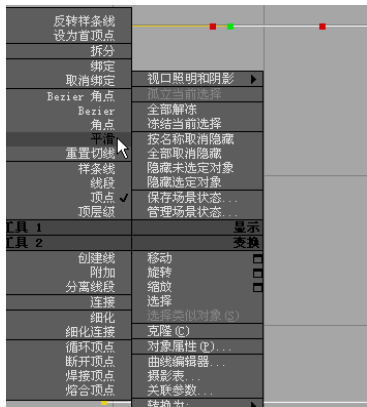 反转样条线
设为首顶点
拆分
绑定
取消绑定
Bezier 角点
Bezier
角点
平滑
重置切线
样条线
线段
顶点 ✓
顶层级
视口照明和阴影
孤立当前选择
全部解冻
冻结当前选择
按名称取消隐藏
全部取消隐藏
隐藏未选定对象
隐藏选定对象
保存场景状态...
管理场景状态...
工具 1
显示
工具 2
变换
创建线
附加
分离线段
连接
细化
细化连接
循环顶点
断开顶点
焊接顶点
熔合顶点
移动
旋转
缩放
选择
选择类似对象(S)
克隆(C)
对象属性(P)...
曲线编辑器...
摄影表...
关联参数...
转换为: